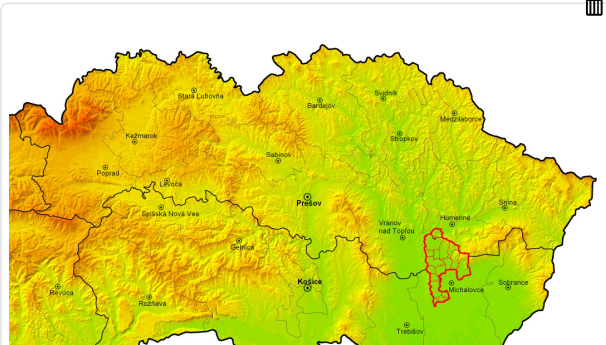 Svidník
Stará Ľubovňa
Bardejov
Medzilaborce
Kežmarok
Stropkov
Sabinov
Poprad
Levoča
Prešov
Snina
Spišská Nová Ves
Humenné
Vranov
nad Topľou
Gelnica
Košice
Sobrance
Revúca
Michalovce
Rožňava
Trebišov